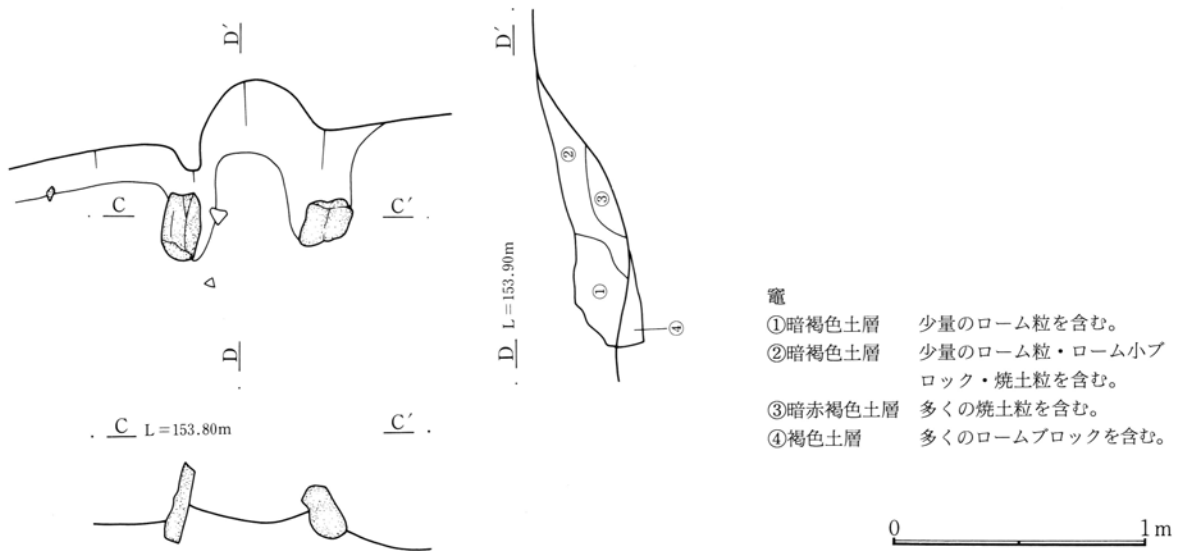 D′
C C′
D
C L=153.80m C′
D′
②
③
①
④
D L=153.90m
竈
①暗褐色土層 少量のローム粒を含む。
②暗褐色土層 少量のローム粒・ローム小ブ
ロック・焼土粒を含む。
③暗赤褐色土層 多くの焼土粒を含む。
④褐色土層 多くのロームブロックを含む。
0 1m